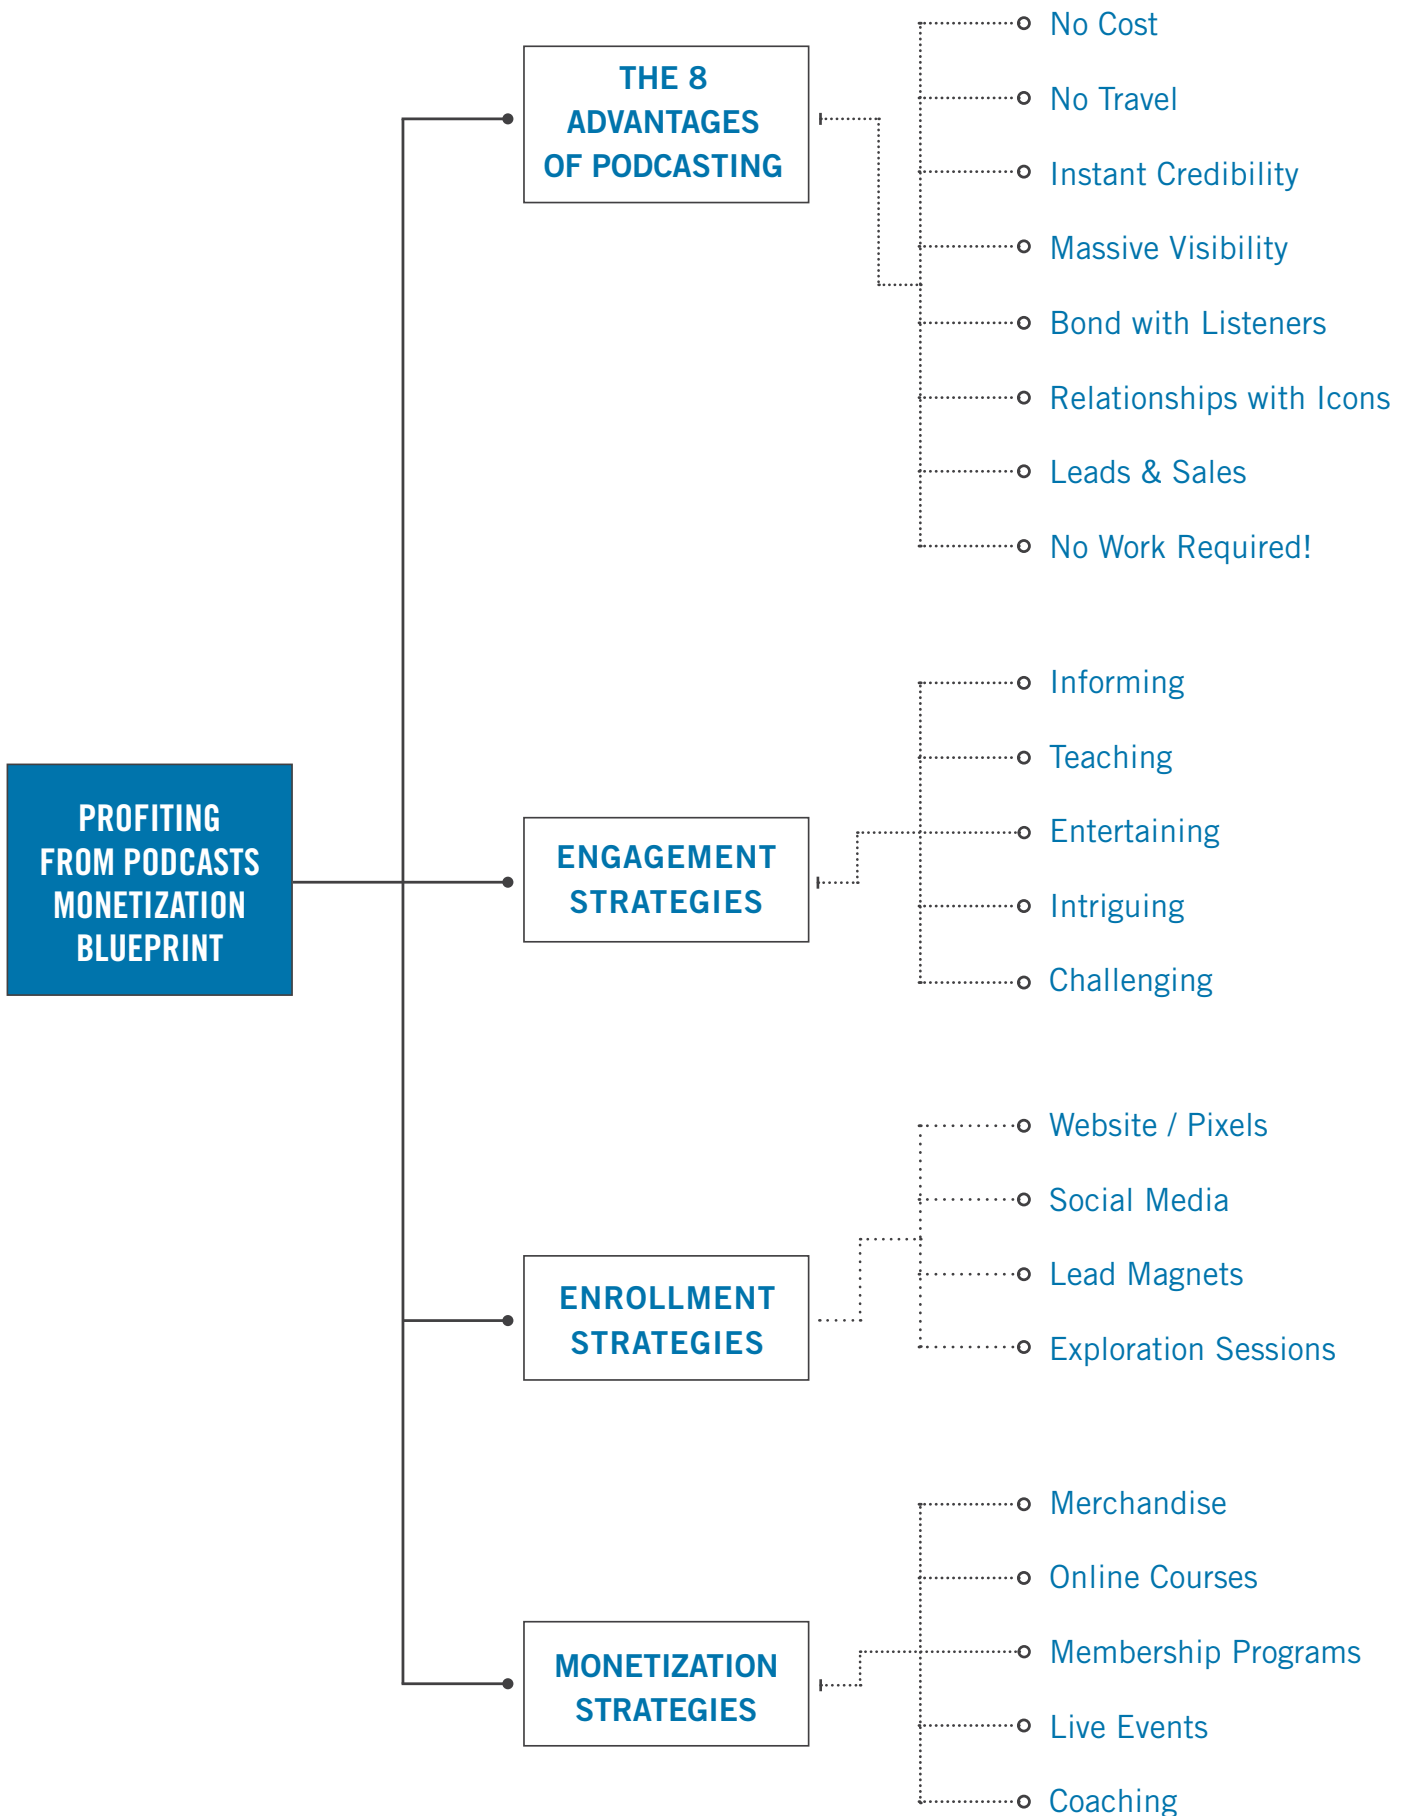 PROFITING
FROM PODCASTS
MONETIZATION
BLUEPRINT
THE 8
ADVANTAGES
OF PODCASTING
No Cost
No Travel
Instant Credibility
Massive Visibility
Bond with Listeners
Relationships with Icons
Leads & Sales
No Work Required!
ENGAGEMENT
STRATEGIES
Informing
Teaching
Entertaining
Intriguing
Challenging
ENROLLMENT
STRATEGIES
Website / Pixels
Social Media
Lead Magnets
Exploration Sessions
MONETIZATION
STRATEGIES
Merchandise
Online Courses
Membership Programs
Live Events
Coaching